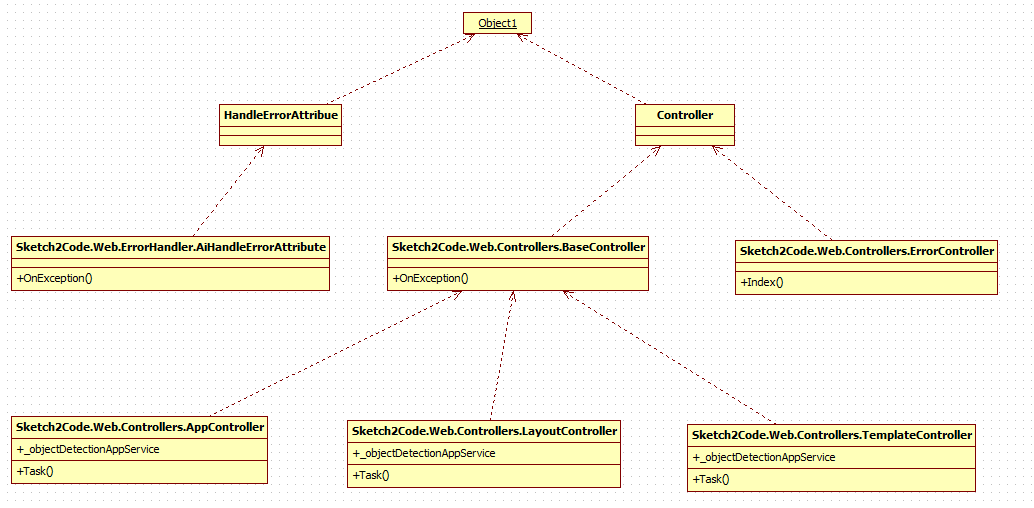 Object1
HandleErrorAttribue
Controller
Sketch2Code.Web.ErrorHandler.AiHandleErrorAttribute
+OnException()
Sketch2Code.Web.Controllers.BaseController
+OnException()
Sketch2Code.Web.Controllers.ErrorController
+Index()
Sketch2Code.Web.Controllers.AppController
+_objectDetectionAppService
+Task()
Sketch2Code.Web.Controllers.LayoutController
+_objectDetectionAppService
+Task()
Sketch2Code.Web.Controllers.TemplateController
+_objectDetectionAppService
+Task()